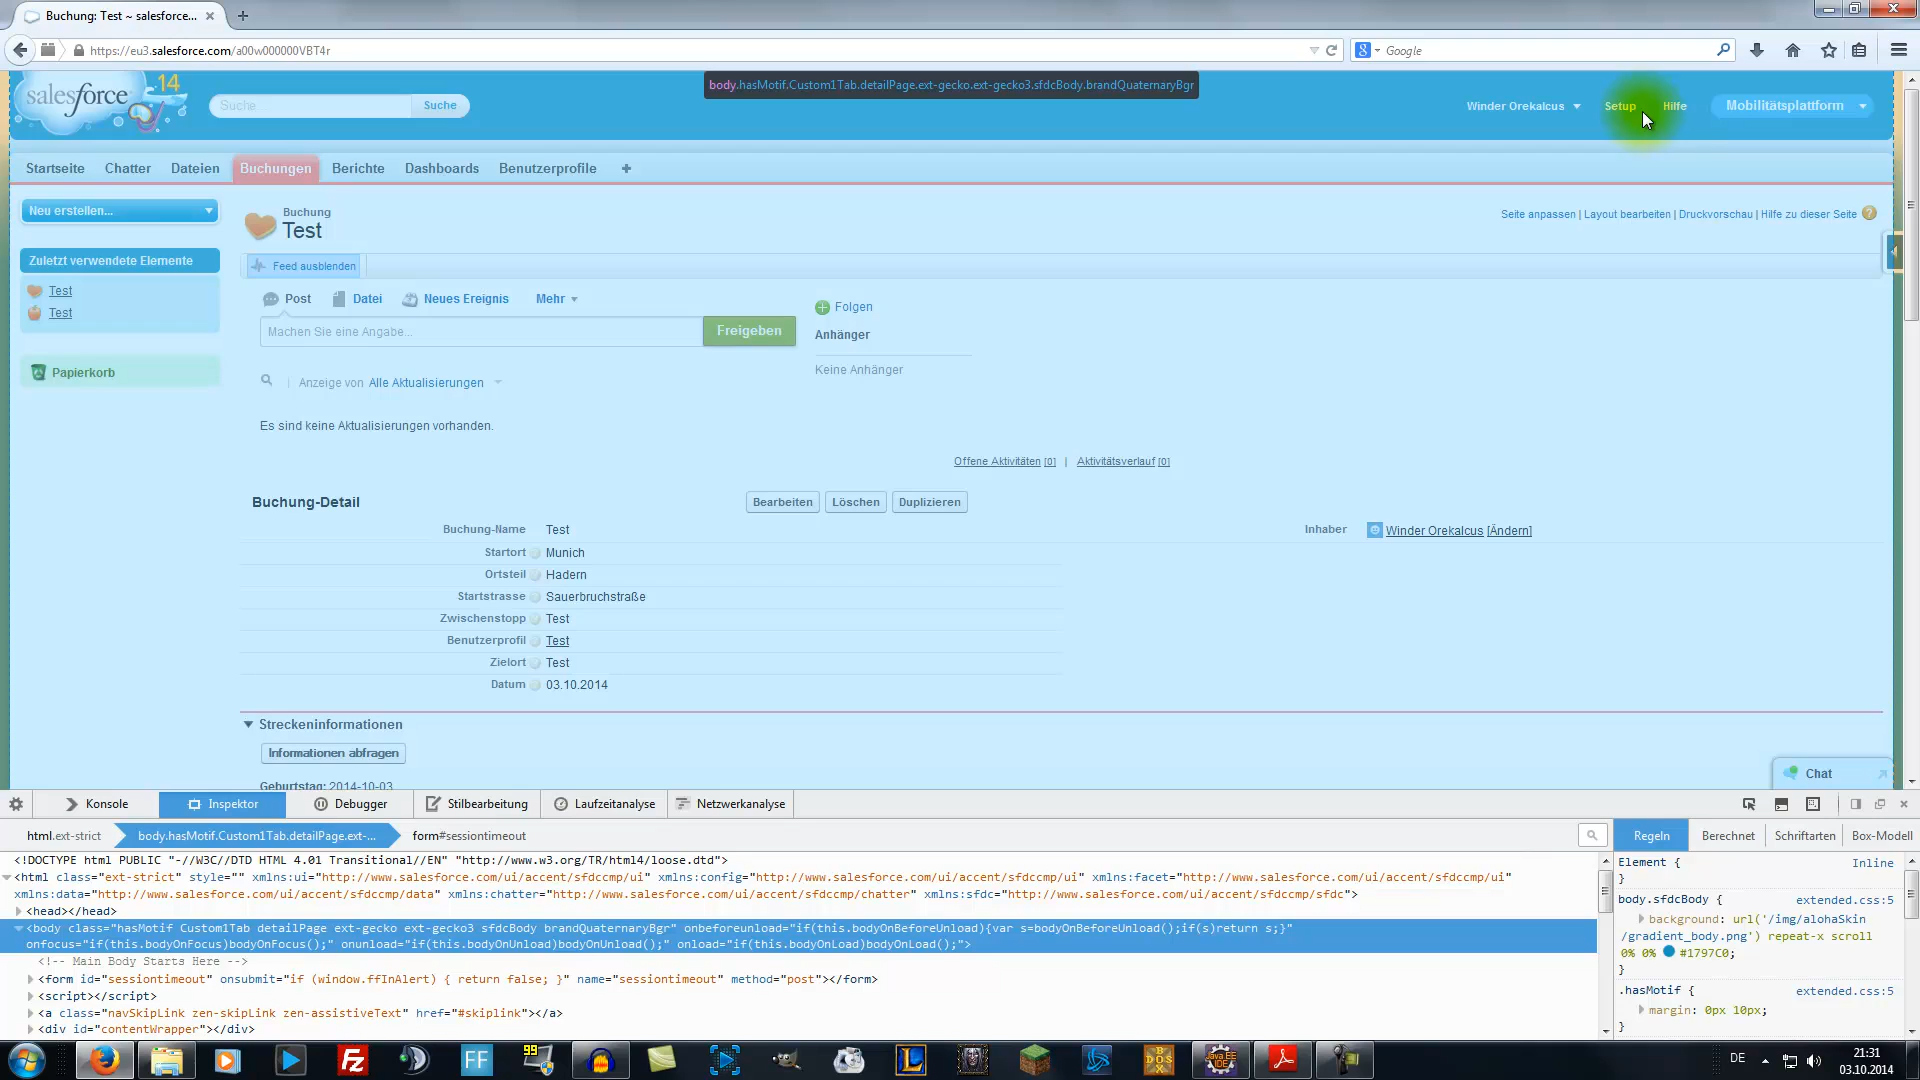 Buchung: Test ~ salesforce...
https://eu3.salesforce.com/a00w000000VBT4r
Google
salesforce
14
Suche...
Suche
body.hasMotif.Custom1Tab.detailPage.ext-gecko.ext-gecko3.sfdcBody.brandQuaternaryBgr
Winder Orekalcus
Setup
Hilfe
Mobilitätsplattform
Startseite
Chatter
Dateien
Buchungen
Berichte
Dashboards
Benutzerprofile
Neu erstellen...
Buchung
Test
Seite anpassen | Layout bearbeiten | Druckvorschau | Hilfe zu dieser Seite
Zuletzt verwendete Elemente
Test
Test
Papierkorb
Feed ausblenden
Post
Datei
Neues Ereignis
Mehr
Machen Sie eine Angabe...
Freigeben
Folgen
Anhänger
Keine Anhänger
Anzeige von Alle Aktualisierungen
Es sind keine Aktualisierungen vorhanden.
Offene Aktivitäten [0] | Aktivitätsverlauf [0]
Buchung-Detail
Bearbeiten
Löschen
Duplizieren
Buchung-Name Test
Inhaber Winder Orekalcus [Ändern]
Startort Munich
Ortsteil Hadern
Startstrasse Sauerbruchstraße
Zwischenstopp Test
Benutzerprofil Test
Zielort Test
Datum 03.10.2014
Streckeninformationen
Informationen abfragen
Geburtstag: 2014-10-03
Chat
Konsole
Inspektor
Debugger
Stilbearbeitung
Laufzeitanalyse
Netzwerkanalyse
html.ext-strict
body.hasMotif.Custom1Tab.detailPage.ext-...
form#sessiontimeout
Regeln
Berechnet
Schriftarten
Box-Modell
<!DOCTYPE html PUBLIC "-//W3C//DTD HTML 4.01 Transitional//EN" "http://www.w3.org/TR/html4/loose.dtd">
<html class="ext-strict" style="" xmlns:ui="http://www.salesforce.com/ui/accent/sfdccmp/ui" xmlns:config="http://www.salesforce.com/ui/accent/sfdccmp/ui" xmlns:facet="http://www.salesforce.com/ui/accent/sfdccmp/ui"
xmlns:data="http://www.salesforce.com/ui/accent/sfdccmp/data" xmlns:chatter="http://www.salesforce.com/ui/accent/sfdccmp/chatter" xmlns:sfdc="http://www.salesforce.com/ui/accent/sfdccmp/sfdc">
<head></head>
<body class="hasMotif Custom1Tab detailPage ext-gecko ext-gecko3 sfdcBody brandQuaternaryBgr" onbeforeunload="if(this.bodyOnBeforeUnload){var s=bodyOnBeforeUnload();if(s)return s;}"
onfocus="if(this.bodyOnFocus)bodyOnFocus();" onunload="if(this.bodyOnUnload)bodyOnUnload();" onload="if(this.bodyOnLoad)bodyOnLoad();">
<!-- Main Body Starts Here -->
<form id="sessiontimeout" onsubmit="if (window.ffInAlert) { return false; }" name="sessiontimeout" method="post"></form>
<script></script>
<a class="navSkipLink zen-skipLink zen-assistiveText" href="#skiplink"></a>
<div id="contentWrapper"></div>
Element {
Inline
}
body.sfdcBody {
extended.css:5
background: url('/img/alohaSkin
/gradient_body.png') repeat-x scroll
0% 0% #1797C0;
}
.hasMotif {
extended.css:5
margin: 0px 10px;
}
FZ
FF
99
L
DOS
BOX
Java EE
IDE
DE
21:31
03.10.2014